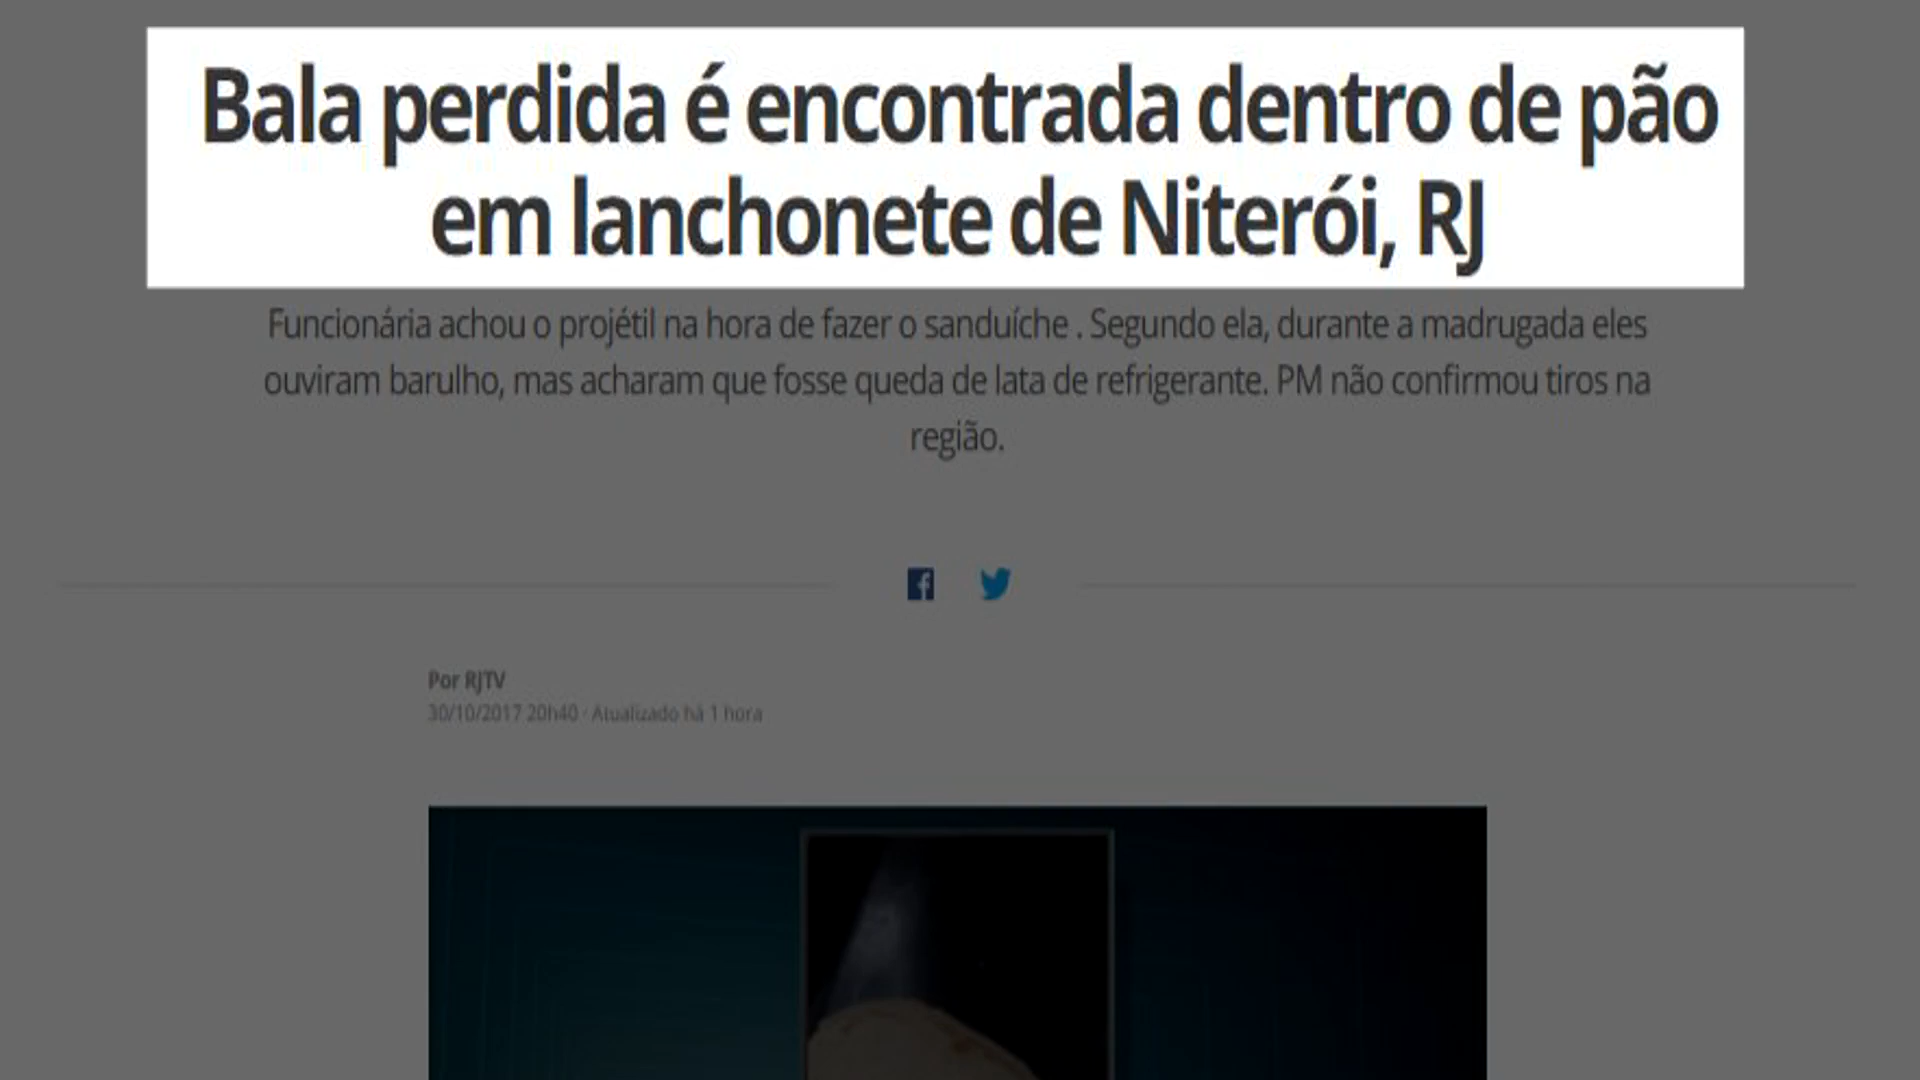 Bala perdida é encontrada dentro de pão
em lanchonete de Niterói, RJ
Funcionária achou o projétil na hora de fazer o sanduíche . Segundo ela, durante a madrugada eles
ouviram barulho, mas acharam que fosse queda de lata de refrigerante. PM não confirmou tiros na
região.
Por RJTV
30/10/2017 20h40 · Atualizado há 1 hora